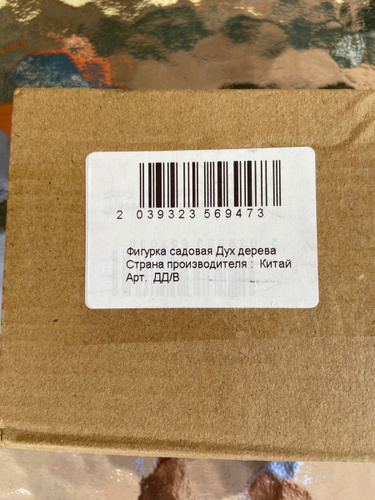 2 039323 569473
Фигурка садовая Дух дерева
Страна производителя : Китай
Арт. ДД/В